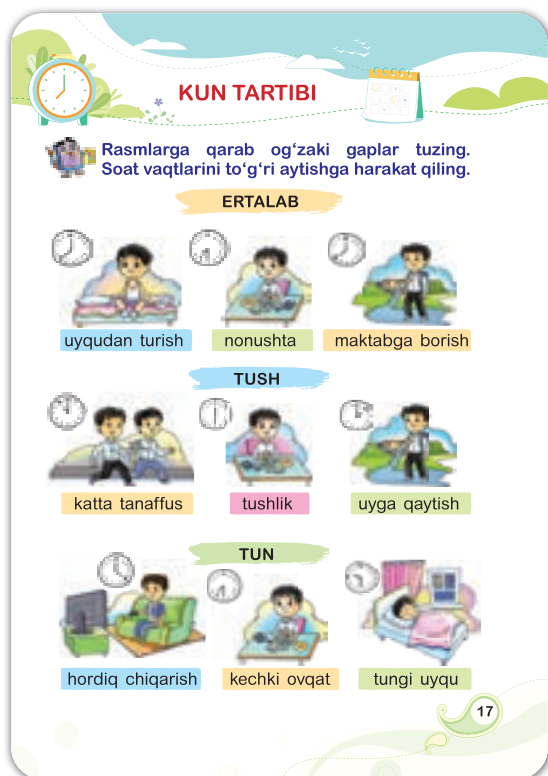 KUN TARTIBI
Rasmlarga qarab og‘zaki gaplar tuzing.
Soat vaqtlarini to‘g‘ri aytishga harakat qiling.
ERTALAB
uyqudan turish
nonushta
maktabga borish
TUSH
katta tanaffus
tushlik
uyga qaytish
TUN
hordiq chiqarish
kechki ovqat
tungi uyqu
17